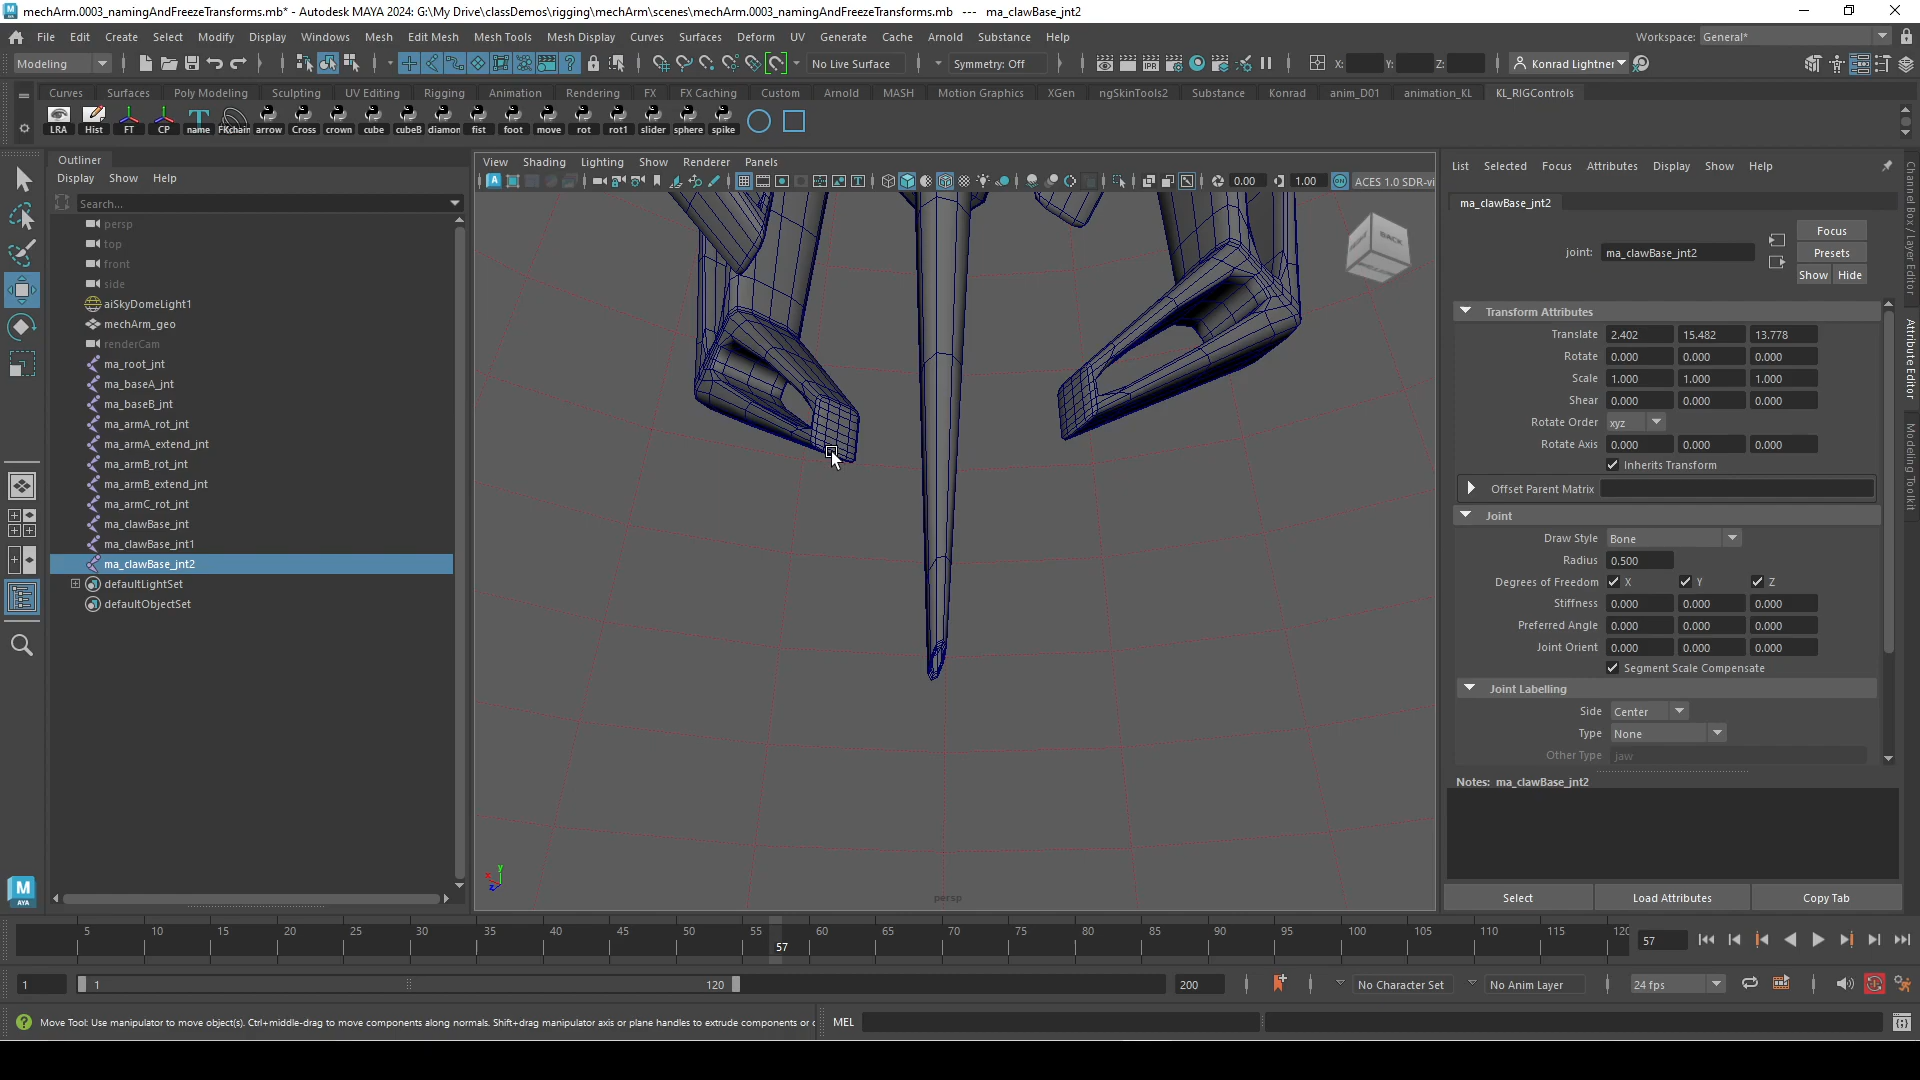 mechArm.0003_namingAndFreezeTransforms.mb* - Autodesk MAYA 2024: G:\My Drive\classDemos\rigging\mechArm\scenes\mechArm.0003_namingAndFreezeTransforms.mb --- ma_clawBase_jnt2
File Edit Create Select Modify Display Windows Mesh Edit Mesh Mesh Tools Mesh Display Curves Surfaces Deform UV Generate Cache Arnold Substance Help
Workspace: General*
Modeling No Live Surface Symmetry: Off X: Y: Z: Konrad Lightner
Curves Surfaces Poly Modeling Sculpting UV Editing Rigging Animation Rendering FX FX Caching Custom Arnold MASH Motion Graphics XGen ngSkinTools2 Substance Konrad anim_D01 animation_KL KL_RIGControls
LRA Hist FT CP name FKchain arrow Cross crown cube cubeB diamon fist foot move rot rot1 slider sphere spike
Outliner
Display Show Help
Search...
persp
top
front
side
aiSkyDomeLight1
mechArm_geo
renderCam
ma_root_jnt
ma_baseA_jnt
ma_baseB_jnt
ma_armA_rot_jnt
ma_armA_extend_jnt
ma_armB_rot_jnt
ma_armB_extend_jnt
ma_armC_rot_jnt
ma_clawBase_jnt
ma_clawBase_jnt1
ma_clawBase_jnt2
defaultLightSet
defaultObjectSet
View Shading Lighting Show Renderer Panels
0.00 1.00 ACES 1.0 SDR-vi
BACK
persp
List Selected Focus Attributes Display Show Help
ma_clawBase_jnt2
Focus
joint: ma_clawBase_jnt2 Presets
Show Hide
Transform Attributes
Translate 2.402 15.482 13.778
Rotate 0.000 0.000 0.000
Scale 1.000 1.000 1.000
Shear 0.000 0.000 0.000
Rotate Order xyz
Rotate Axis 0.000 0.000 0.000
Inherits Transform
Offset Parent Matrix
Joint
Draw Style Bone
Radius 0.500
Degrees of Freedom X Y Z
Stiffness 0.000 0.000 0.000
Preferred Angle 0.000 0.000 0.000
Joint Orient 0.000 0.000 0.000
Segment Scale Compensate
Joint Labelling
Side Center
Type None
Other Type jaw
Notes: ma_clawBase_jnt2
Select Load Attributes Copy Tab
Channel Box / Layer Editor
Attribute Editor
Modeling Toolkit
5 10 15 20 25 30 35 40 45 50 55 57 60 65 70 75 80 85 90 95 100 105 110 115 120
57
1 1 120 200 No Character Set No Anim Layer 24 fps
Move Tool: Use manipulator to move object(s). Ctrl+middle-drag to move components along normals. Shift+drag manipulator axis or plane handles to extrude components or
MEL